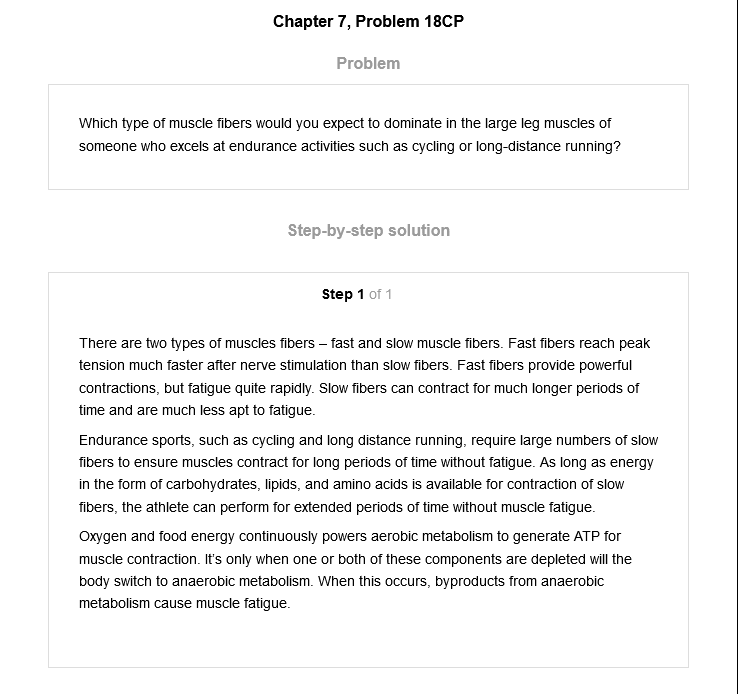 Chapter 7, Problem 18CP
Problem
Which type of muscle fibers would you expect to dominate in the large leg muscles of
someone who excels at endurance activities such as cycling or long-distance running?
Step-by-step solution
Step 1 of 1
There are two types of muscles fibers – fast and slow muscle fibers. Fast fibers reach peak
tension much faster after nerve stimulation than slow fibers. Fast fibers provide powerful
contractions, but fatigue quite rapidly. Slow fibers can contract for much longer periods of
time and are much less apt to fatigue.
Endurance sports, such as cycling and long distance running, require large numbers of slow
fibers to ensure muscles contract for long periods of time without fatigue. As long as energy
in the form of carbohydrates, lipids, and amino acids is available for contraction of slow
fibers, the athlete can perform for extended periods of time without muscle fatigue.
Oxygen and food energy continuously powers aerobic metabolism to generate ATP for
muscle contraction. It’s only when one or both of these components are depleted will the
body switch to anaerobic metabolism. When this occurs, byproducts from anaerobic
metabolism cause muscle fatigue.